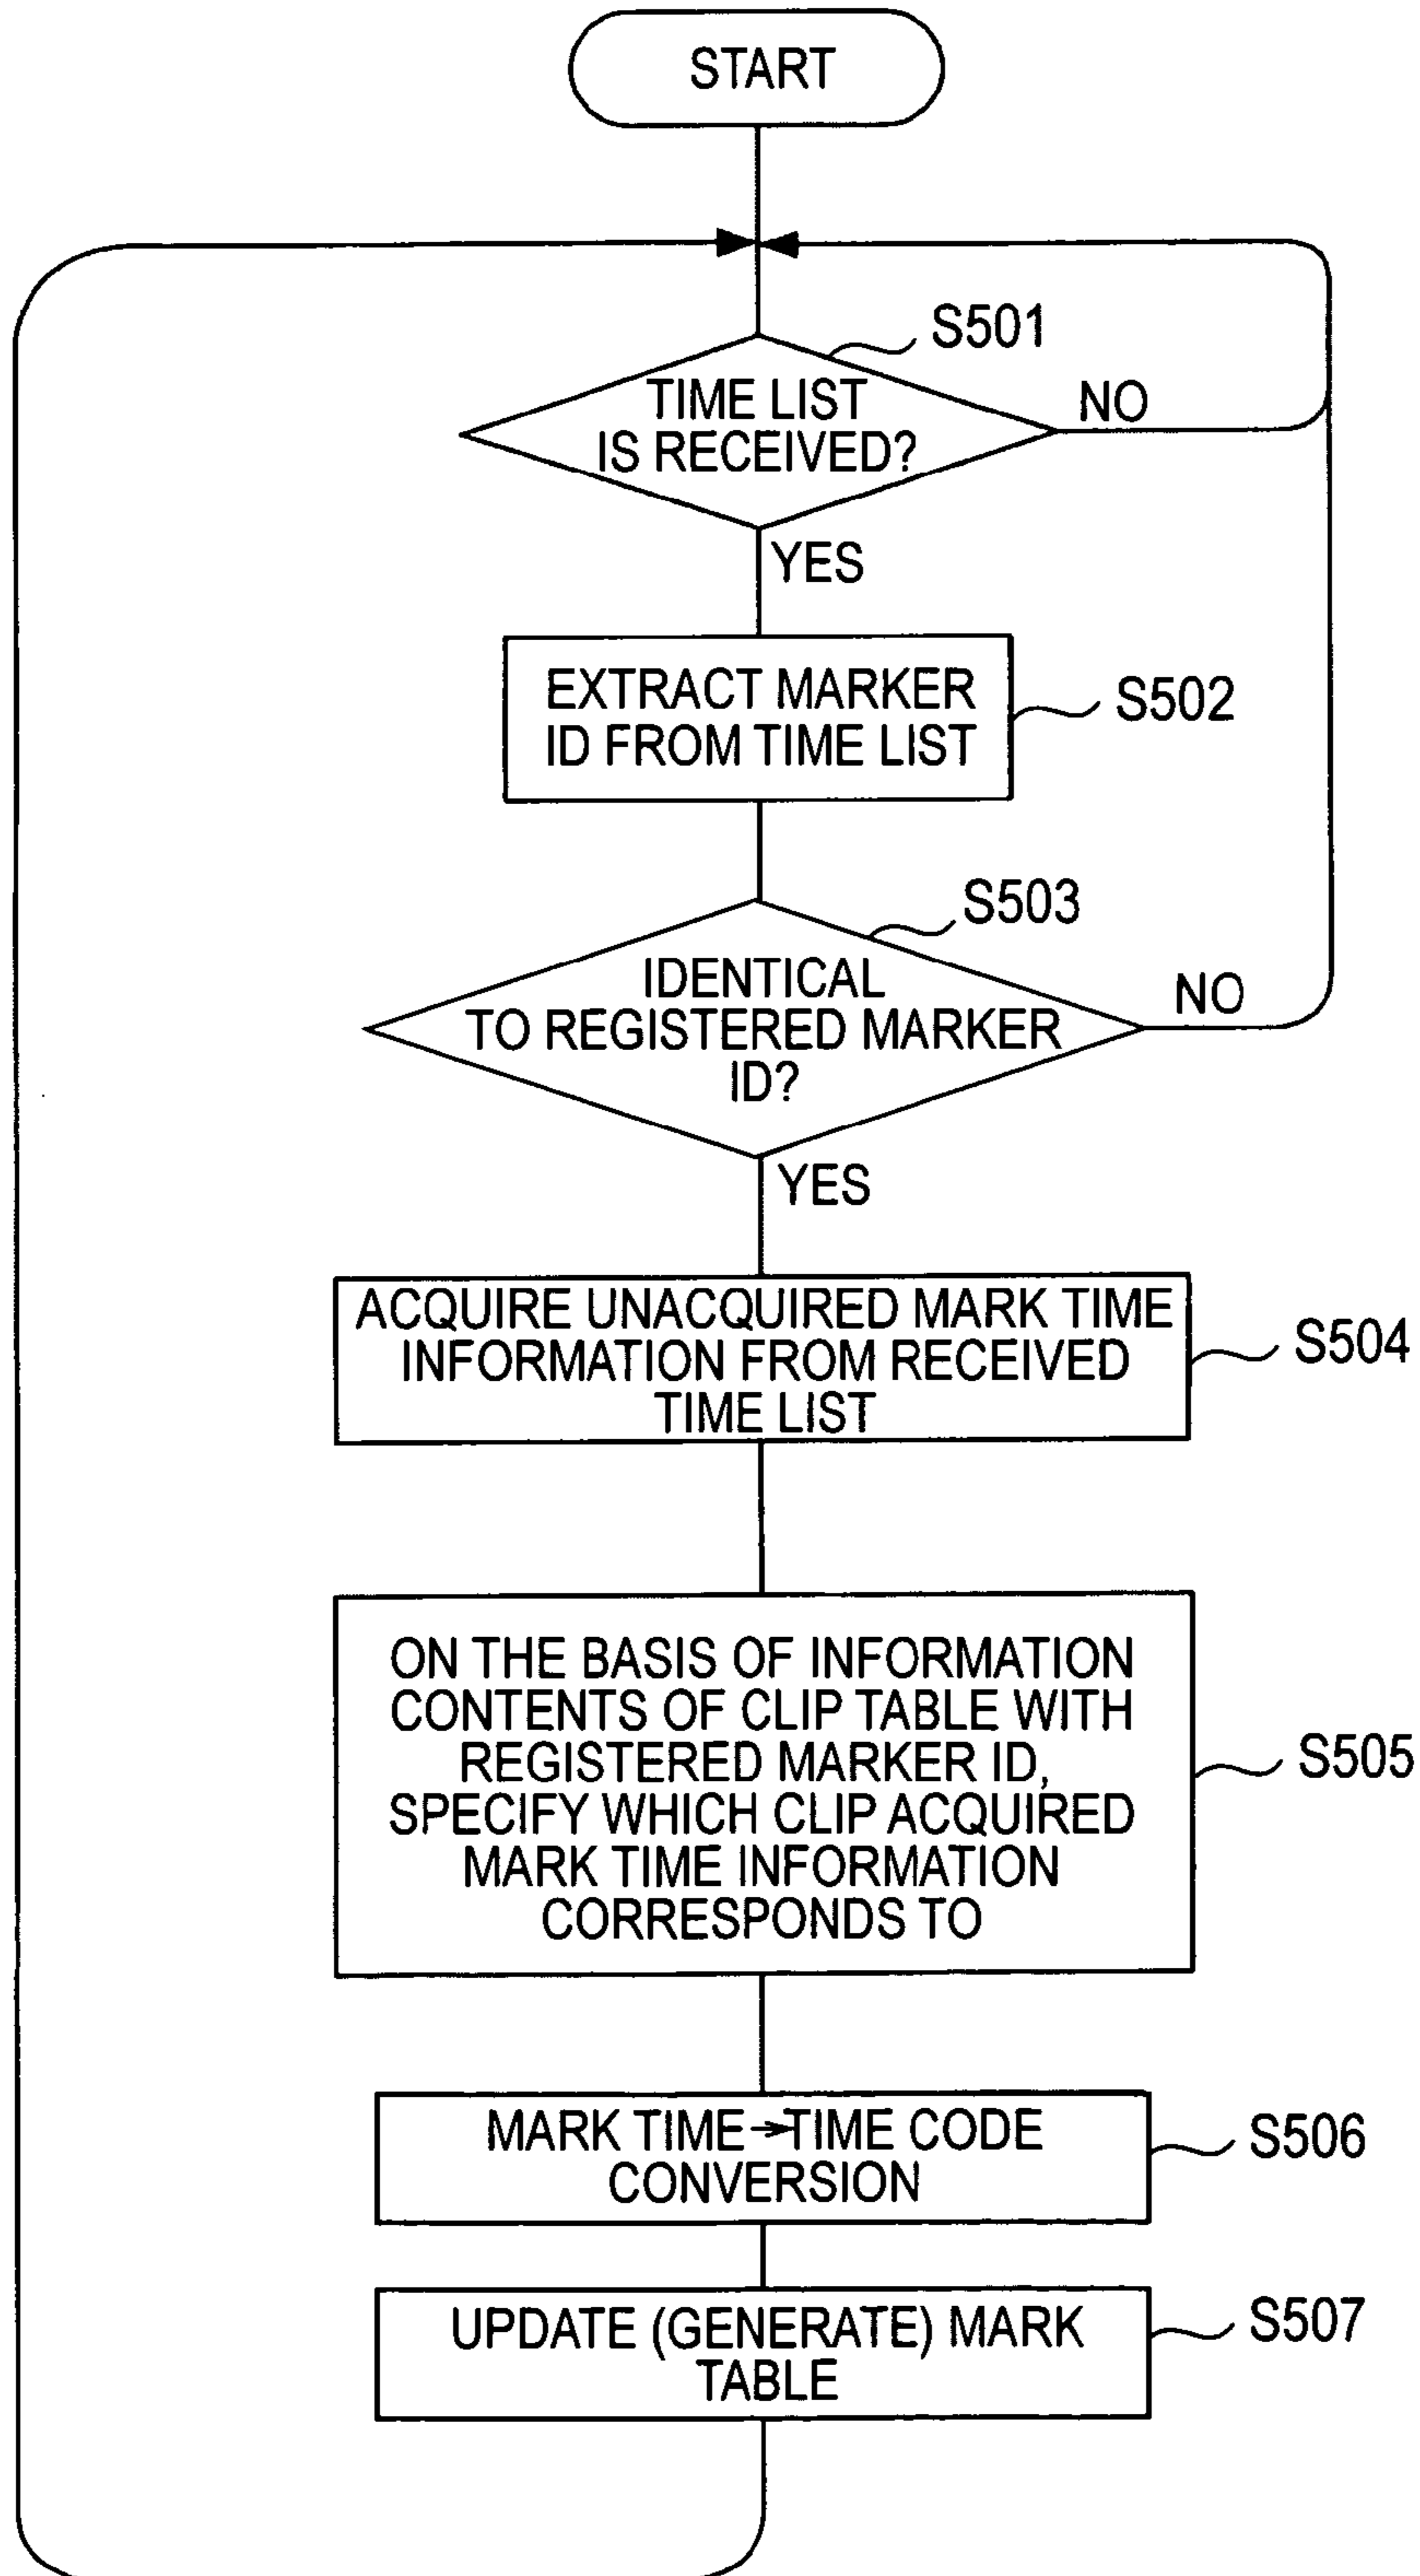 START
S501
TIME LIST
IS RECEIVED?
NO
YES
EXTRACT MARKER
ID FROM TIME LIST
S502
S503
IDENTICAL
TO REGISTERED MARKER
ID?
NO
YES
ACQUIRE UNACQUIRED MARK TIME
INFORMATION FROM RECEIVED
TIME LIST
S504
ON THE BASIS OF INFORMATION
CONTENTS OF CLIP TABLE WITH
REGISTERED MARKER ID,
SPECIFY WHICH CLIP ACQUIRED
MARK TIME INFORMATION
CORRESPONDS TO
S505
MARK TIME→TIME CODE
CONVERSION
S506
UPDATE (GENERATE) MARK
TABLE
S507